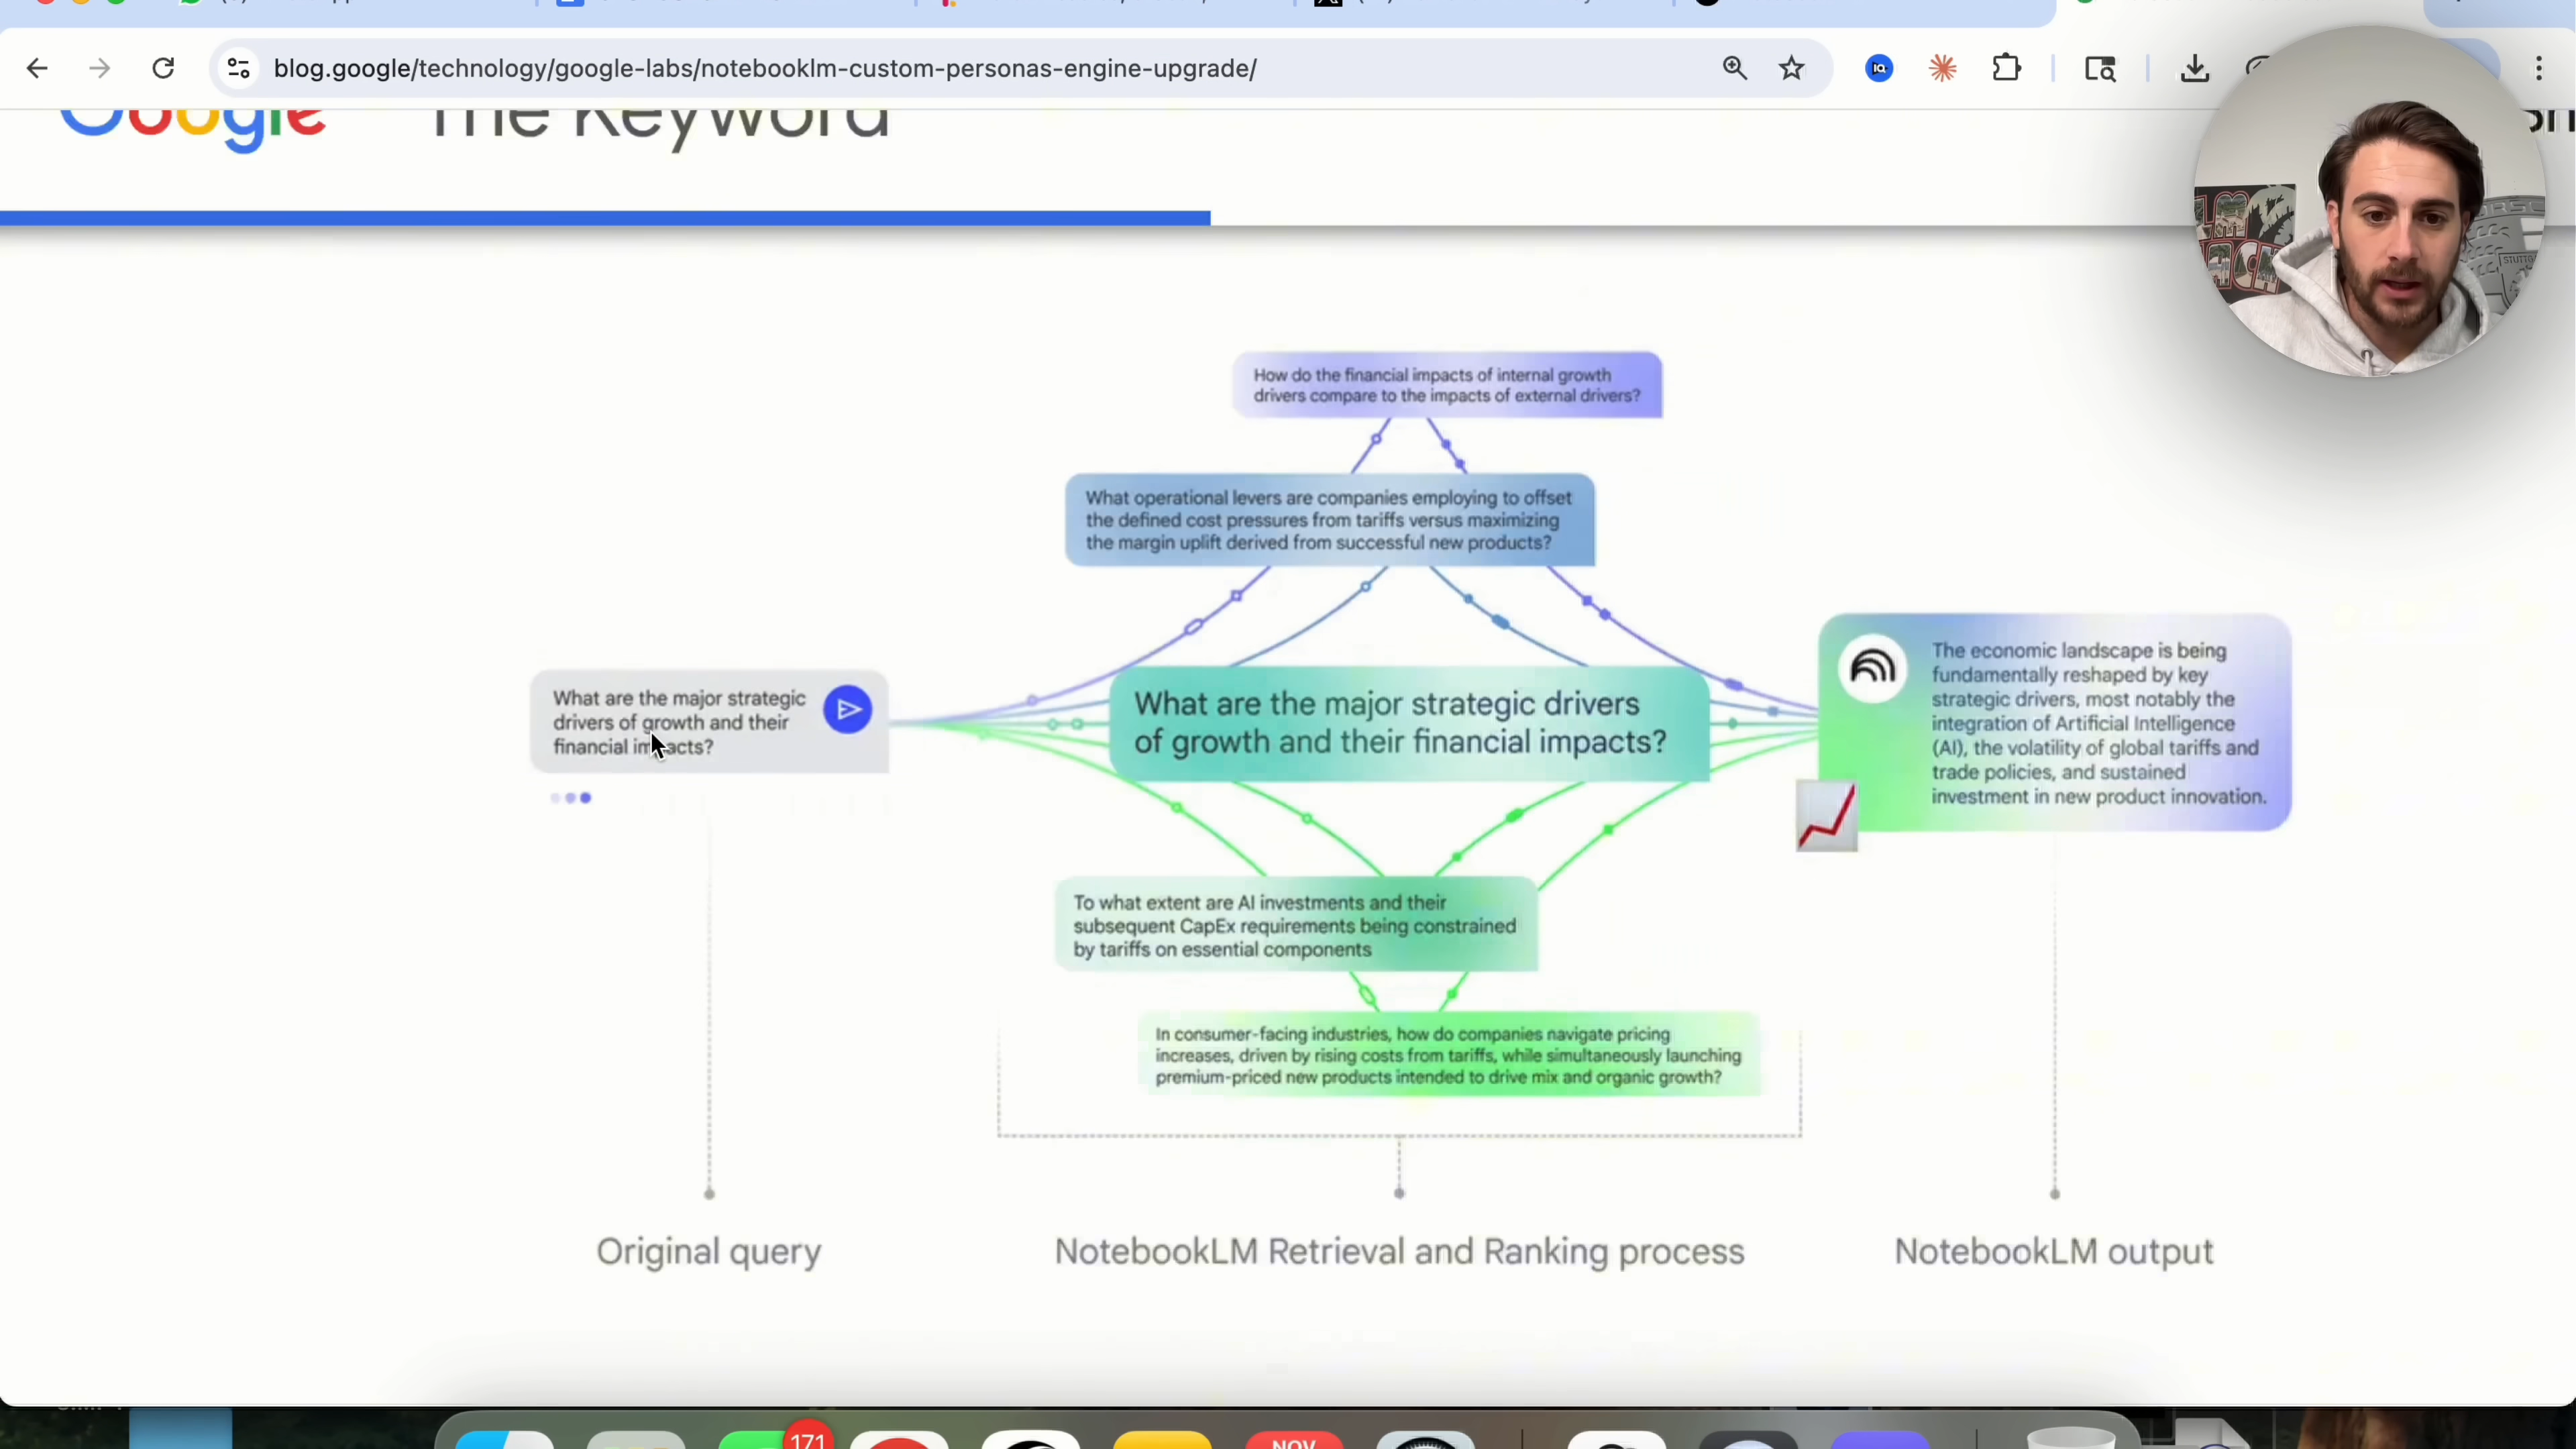 blog.google/technology/google-labs/notebooklm-custom-personas-engine-upgrade/
Google The Keyword
How do the financial impacts of internal growth
drivers compare to the impacts of external drivers?
What operational levers are companies employing to offset
the defined cost pressures from tariffs versus maximizing
the margin uplift derived from successful new products?
What are the major strategic
drivers of growth and their
financial impacts?
What are the major strategic drivers
of growth and their financial impacts?
The economic landscape is being
fundamentally reshaped by key
strategic drivers, most notably the
integration of Artificial Intelligence
(AI), the volatility of global tariffs and
trade policies, and sustained
investment in new product innovation.
To what extent are AI investments and their
subsequent CapEx requirements being constrained
by tariffs on essential components
In consumer-facing industries, how do companies navigate pricing
increases, driven by rising costs from tariffs, while simultaneously launching
premium-priced new products intended to drive mix and organic growth?
Original query
NotebookLM Retrieval and Ranking process
NotebookLM output
171
NOV